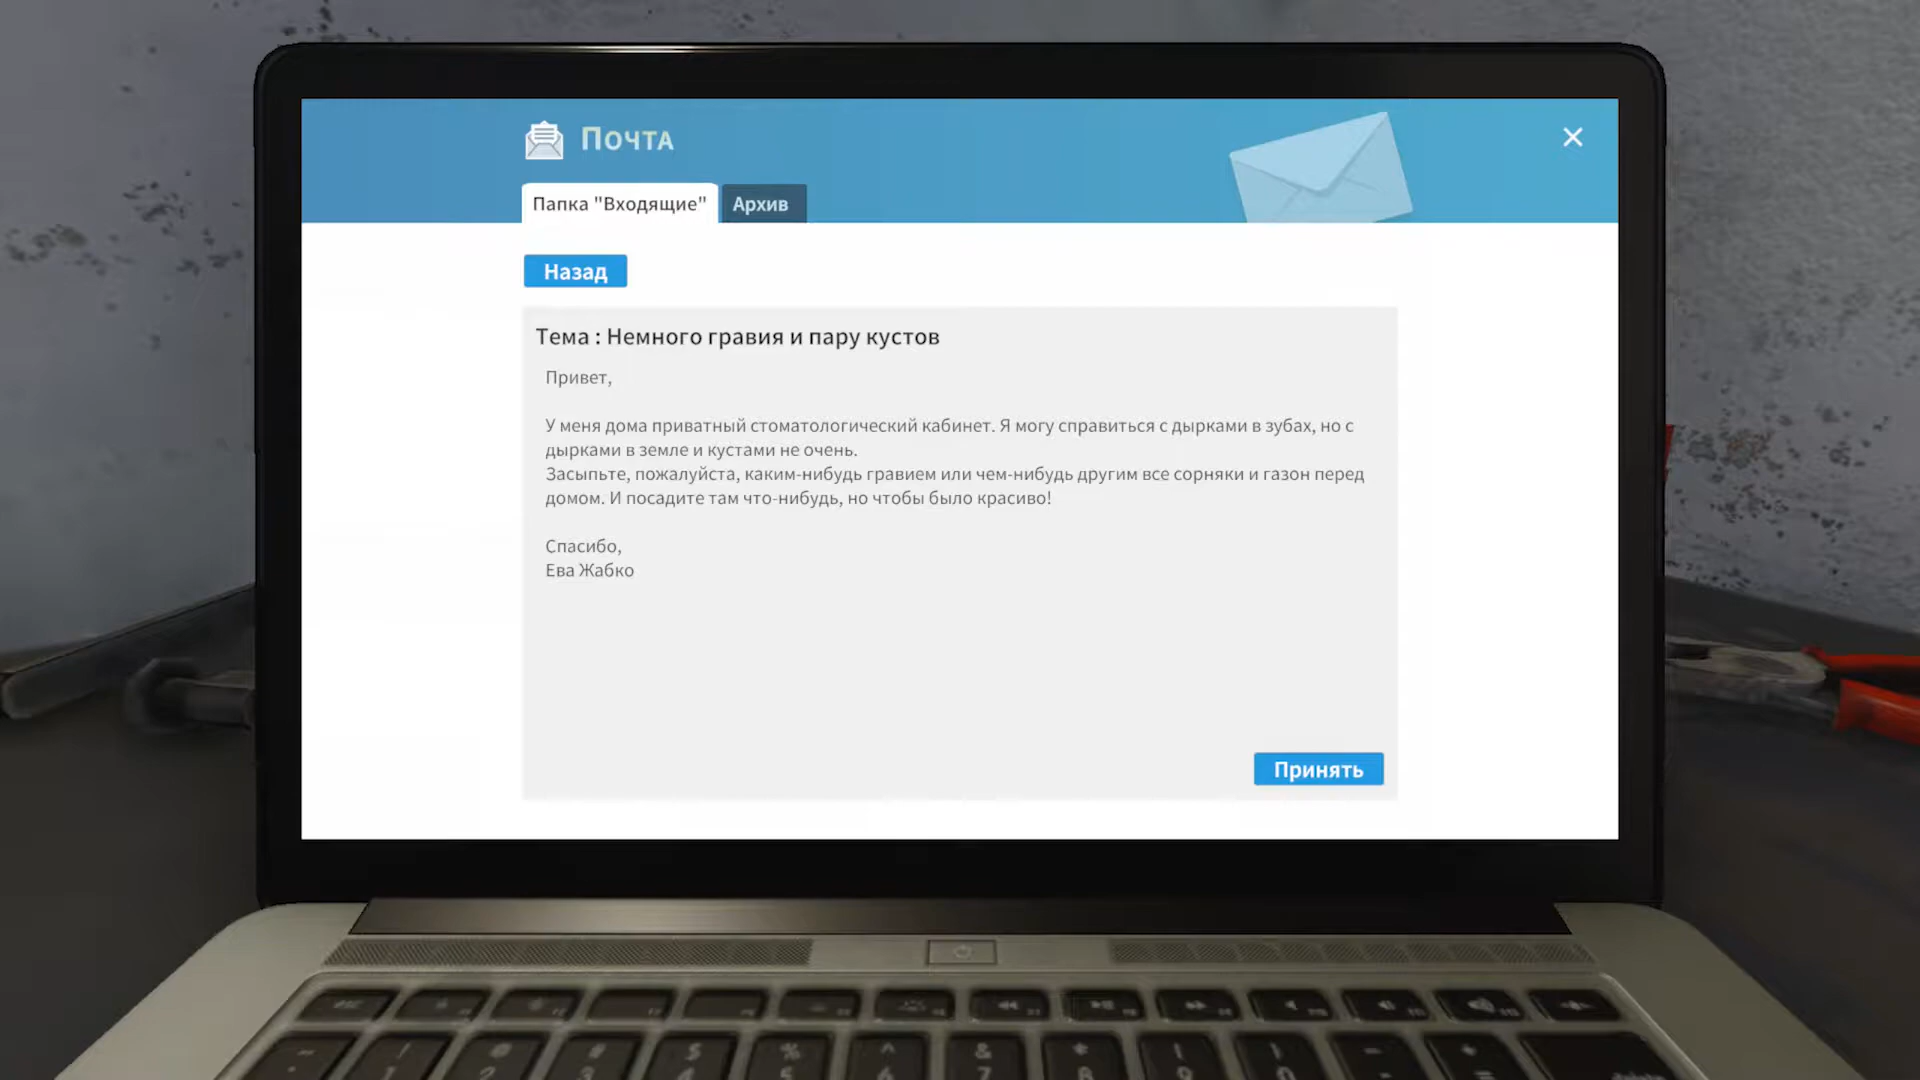 Почта
Папка "Входящие"
Архив
Назад
Тема : Немного гравия и пару кустов
Привет,
У меня дома приватный стоматологический кабинет. Я могу справиться с дырками в зубах, но с
дырками в земле и кустами не очень.
Засыпьте, пожалуйста, каким-нибудь гравием или чем-нибудь другим все сорняки и газон перед
домом. И посадите там что-нибудь, но чтобы было красиво!
Спасибо,
Ева Жабко
Принять